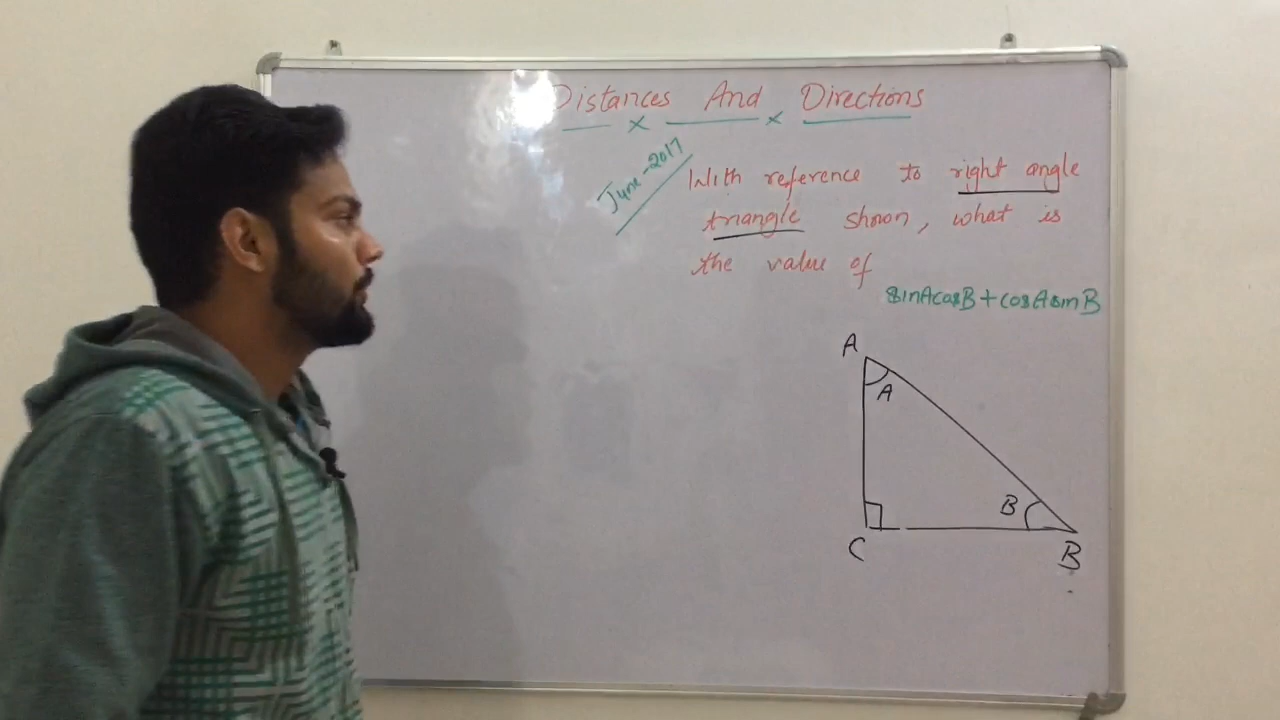 Distances And Directions
June-2017
With reference to right angle
triangle shown, what is
the value of
sinAcosB+cosAsinB
A
A
B
C
B